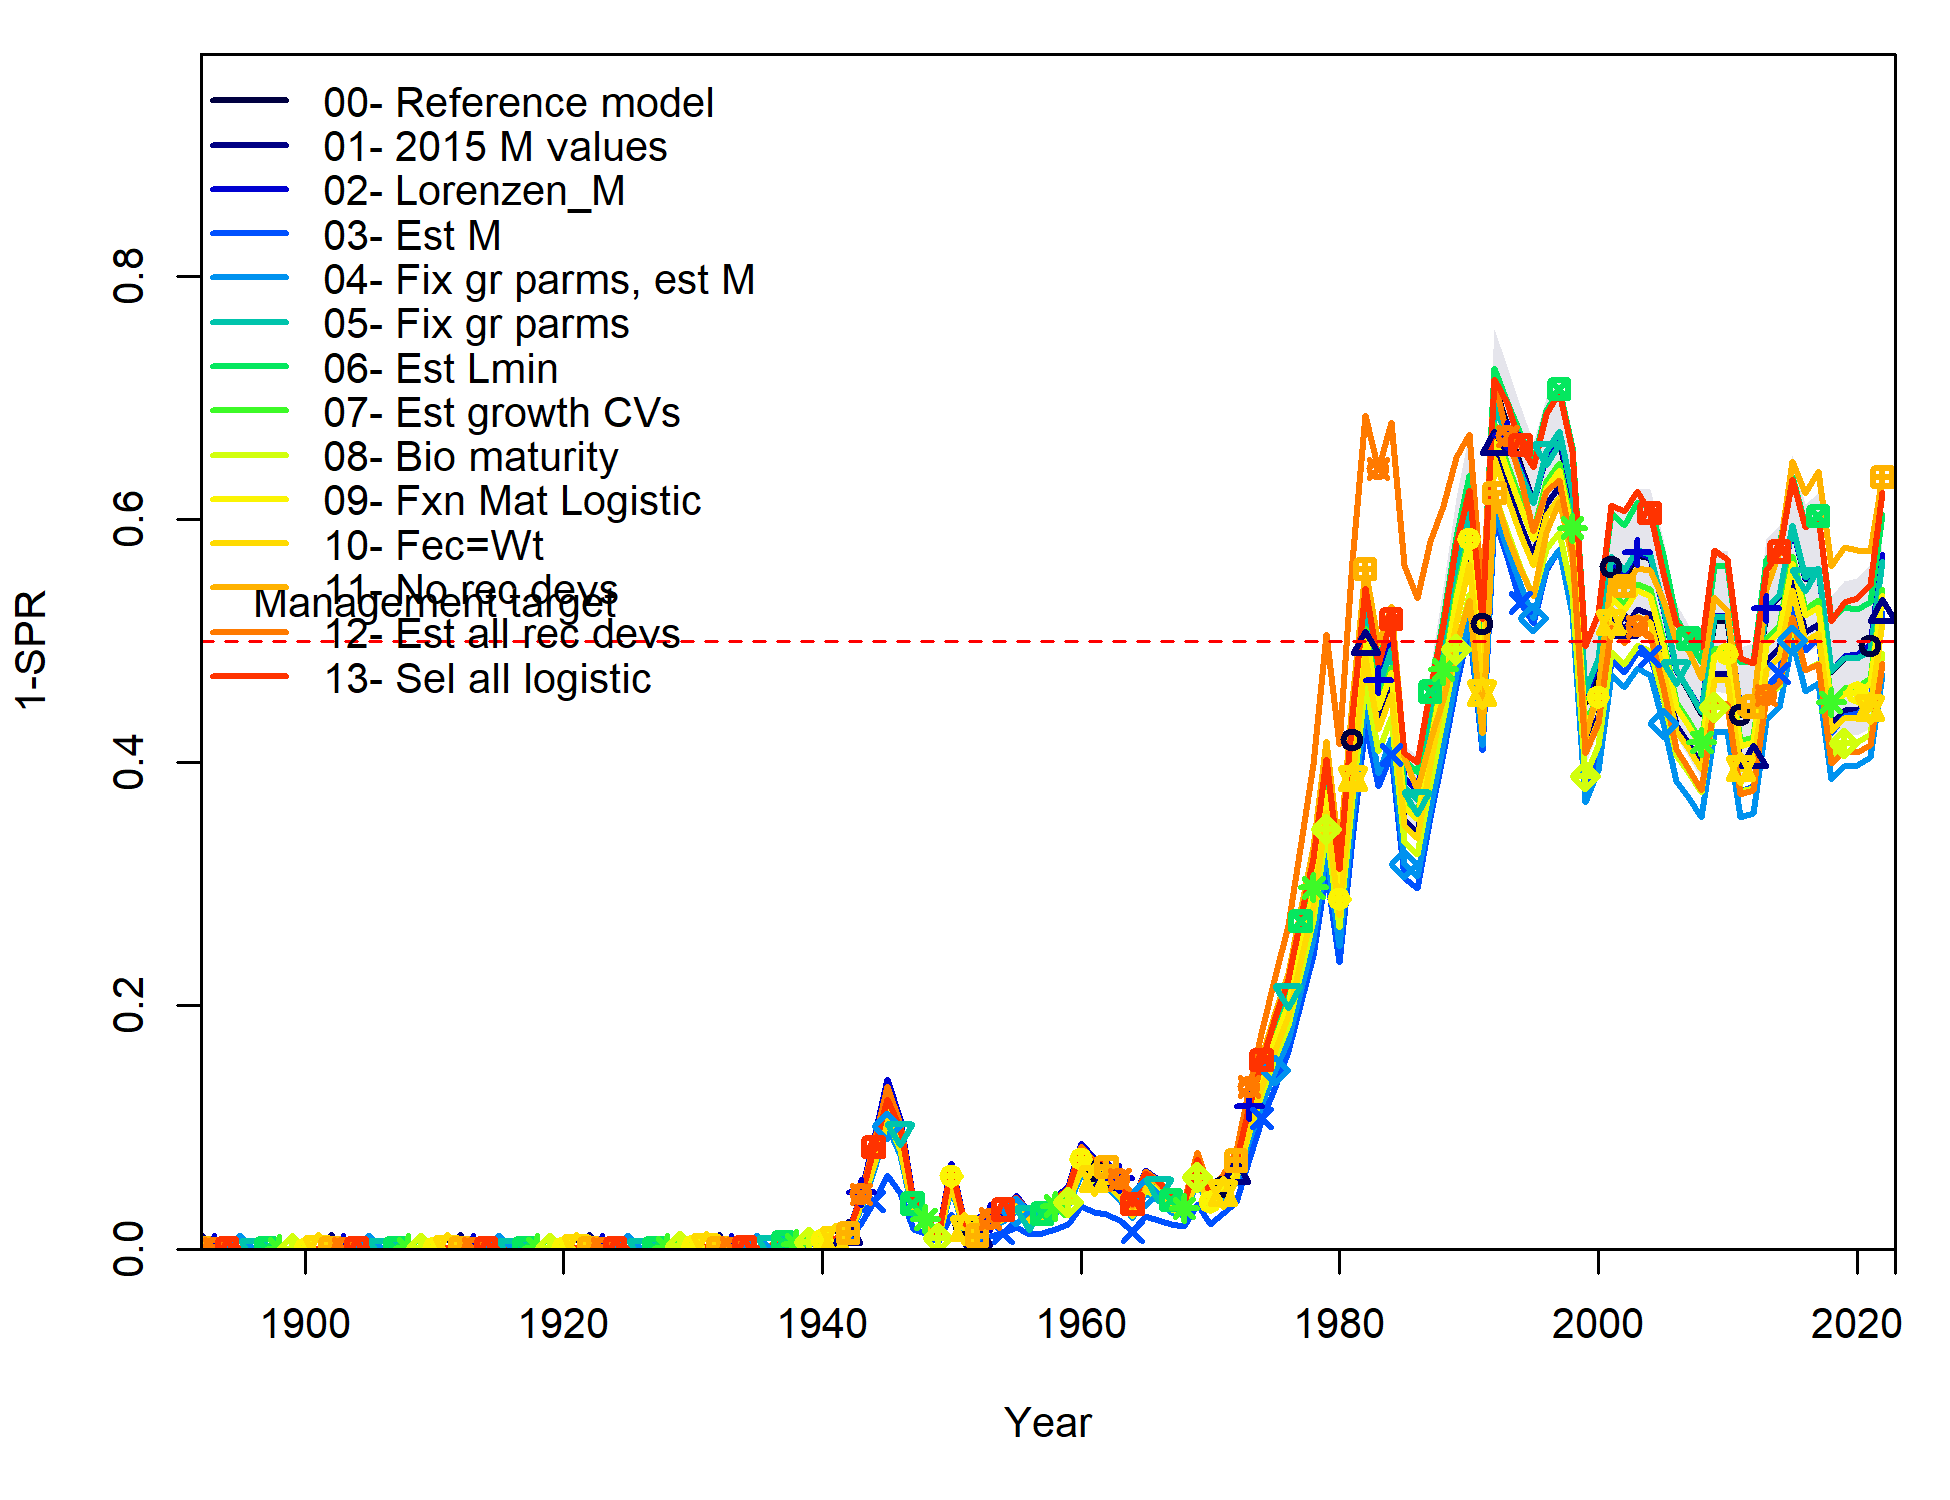 00- Reference model
01- 2015 M values
02- Lorenzen_M
03- Est M
04- Fix gr parms, est M
05- Fix gr parms
06- Est Lmin
07- Est growth CVs
08- Bio maturity
09- Fxn Mat Logistic
10- Fec=Wt
11- No rec devs
Management target
12- Est all rec devs
13- Sel all logistic
1-SPR
0.8
0.6
0.4
0.2
0.0
1900 1920 1940 1960 1980 2000 2020
Year